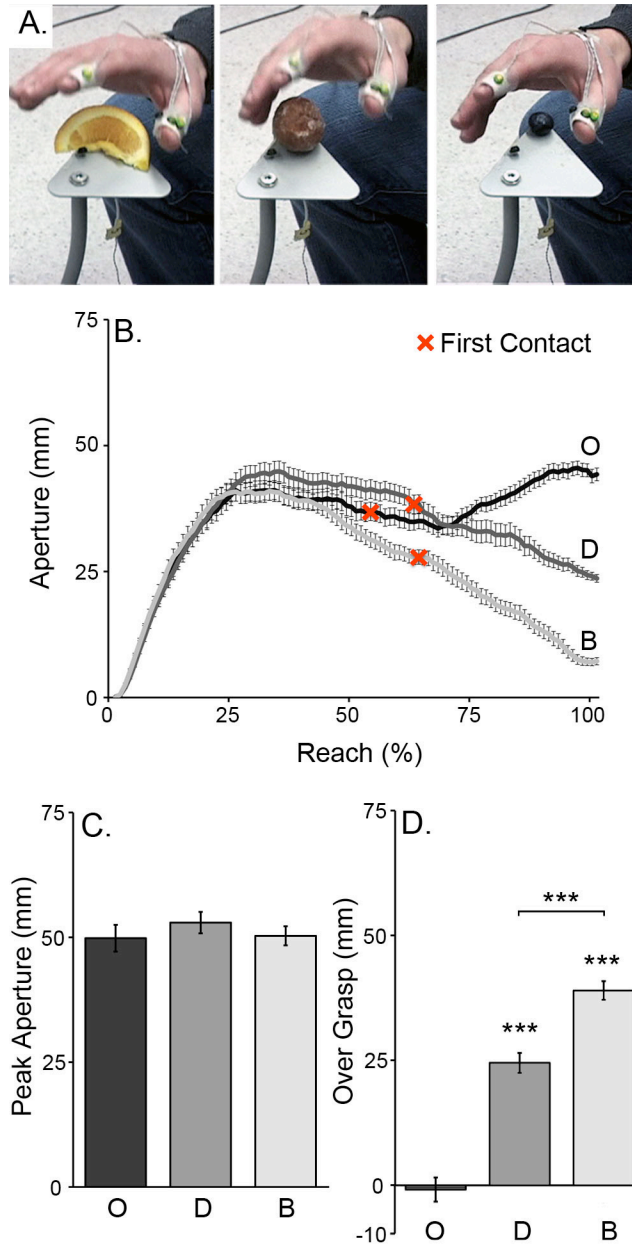 A.
75
B.
× First Contact
50
O
Aperture (mm)
25
D
B
0
0 25 50 75 100
Reach (%)
75
C.
Peak Aperture (mm)
50
25
0
O D B
75
D.
Over Grasp (mm)
***
50
***
***
25
0
-10
O D B